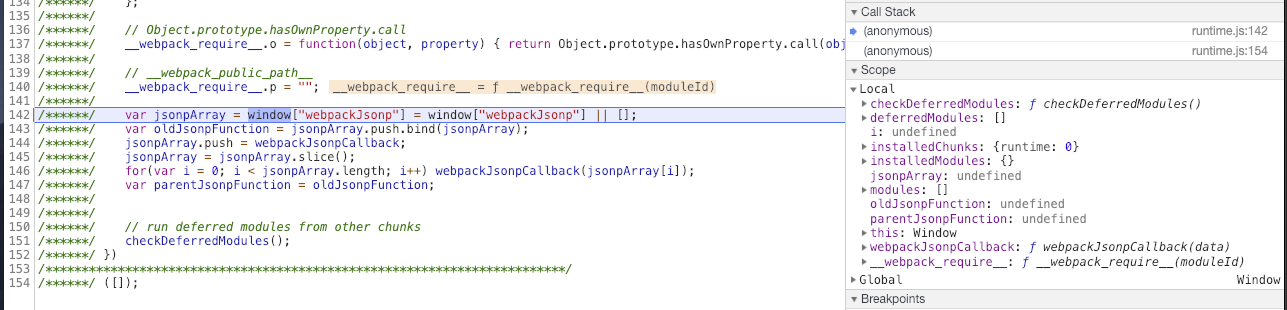 134 /******/ };
135 /******/
136 /******/ // Object.prototype.hasOwnProperty.call
137 /******/ __webpack_require__.o = function(object, property) { return Object.prototype.hasOwnProperty.call(obj
138 /******/
139 /******/ // __webpack_public_path__
140 /******/ __webpack_require__.p = ""; __webpack_require__ = ƒ __webpack_require__(moduleId)
141 /******/
142 /******/ var jsonpArray = window["webpackJsonp"] = window["webpackJsonp"] || [];
143 /******/ var oldJsonpFunction = jsonpArray.push.bind(jsonpArray);
144 /******/ jsonpArray.push = webpackJsonpCallback;
145 /******/ jsonpArray = jsonpArray.slice();
146 /******/ for(var i = 0; i < jsonpArray.length; i++) webpackJsonpCallback(jsonpArray[i]);
147 /******/ var parentJsonpFunction = oldJsonpFunction;
148 /******/
149 /******/
150 /******/ // run deferred modules from other chunks
151 /******/ checkDeferredModules();
152 /******/ })
153 /************************************************************************/
154 /******/ ([]);
Call Stack
(anonymous) runtime.js:142
(anonymous) runtime.js:154
Scope
Local
checkDeferredModules: ƒ checkDeferredModules()
deferredModules: []
i: undefined
installedChunks: {runtime: 0}
installedModules: {}
jsonpArray: undefined
modules: []
oldJsonpFunction: undefined
parentJsonpFunction: undefined
this: Window
webpackJsonpCallback: ƒ webpackJsonpCallback(data)
__webpack_require__: ƒ __webpack_require__(moduleId)
Global Window
Breakpoints